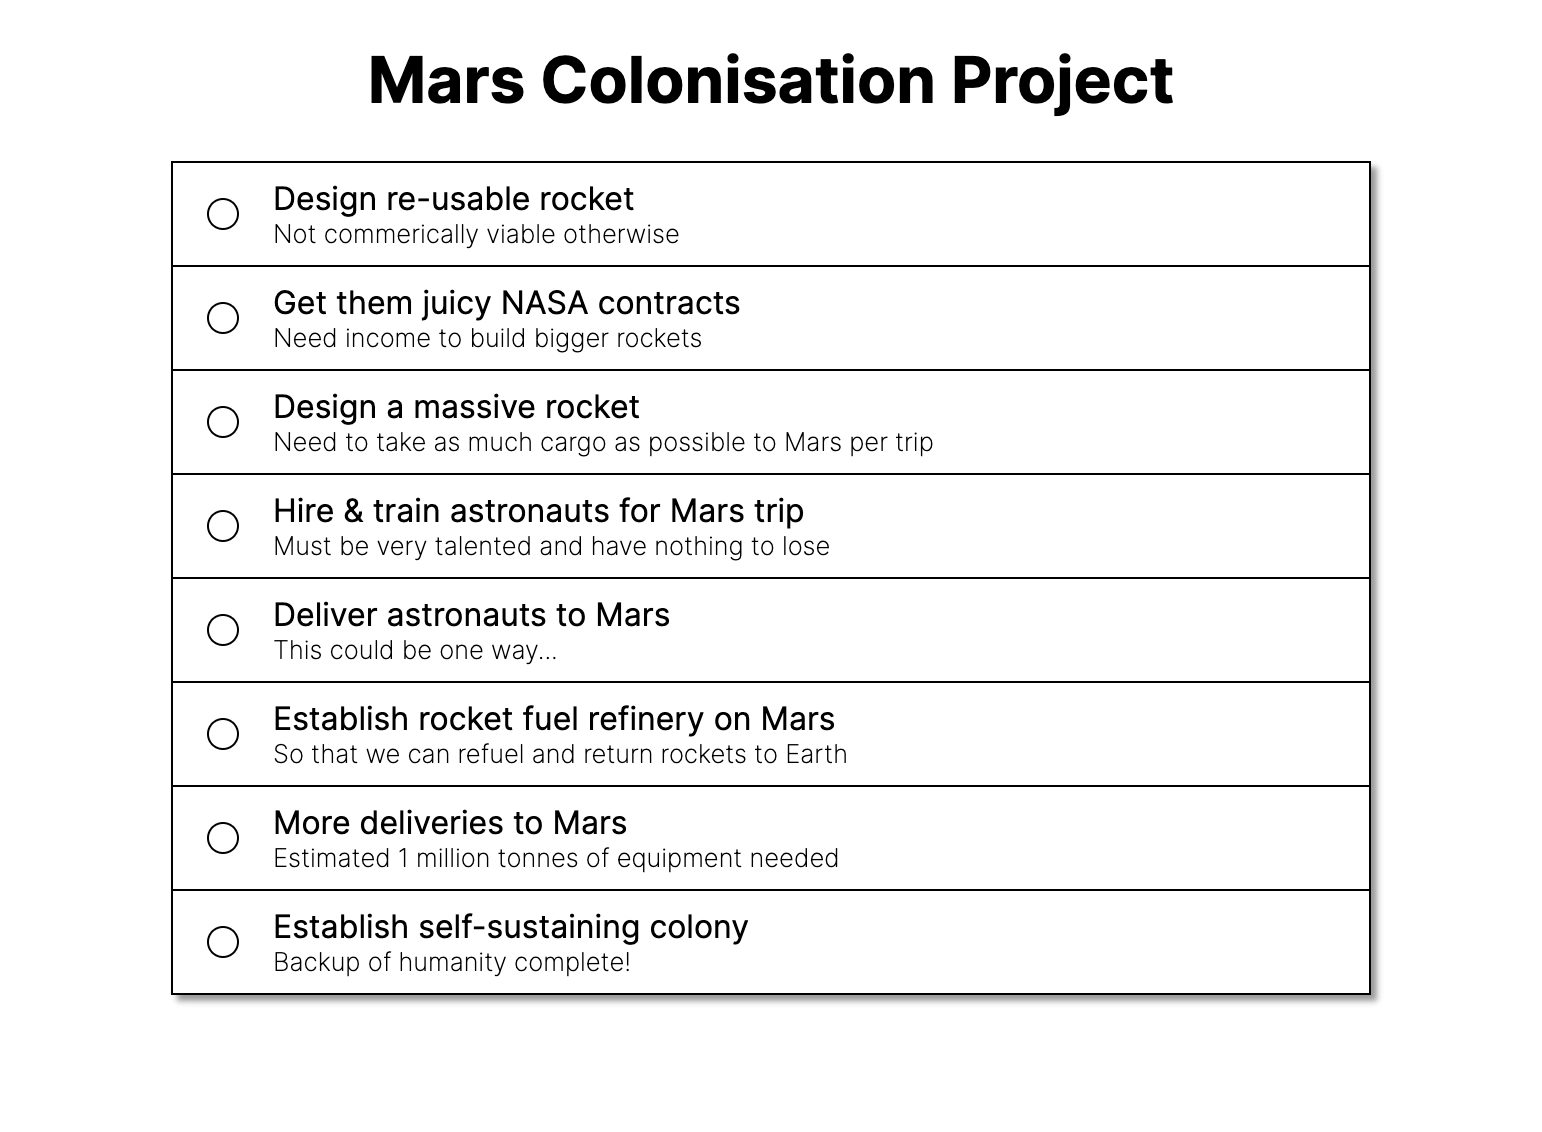 Mars Colonisation Project
Design re-usable rocket
Not commerically viable otherwise
Get them juicy NASA contracts
Need income to build bigger rockets
Design a massive rocket
Need to take as much cargo as possible to Mars per trip
Hire & train astronauts for Mars trip
Must be very talented and have nothing to lose
Deliver astronauts to Mars
This could be one way...
Establish rocket fuel refinery on Mars
So that we can refuel and return rockets to Earth
More deliveries to Mars
Estimated 1 million tonnes of equipment needed
Establish self-sustaining colony
Backup of humanity complete!